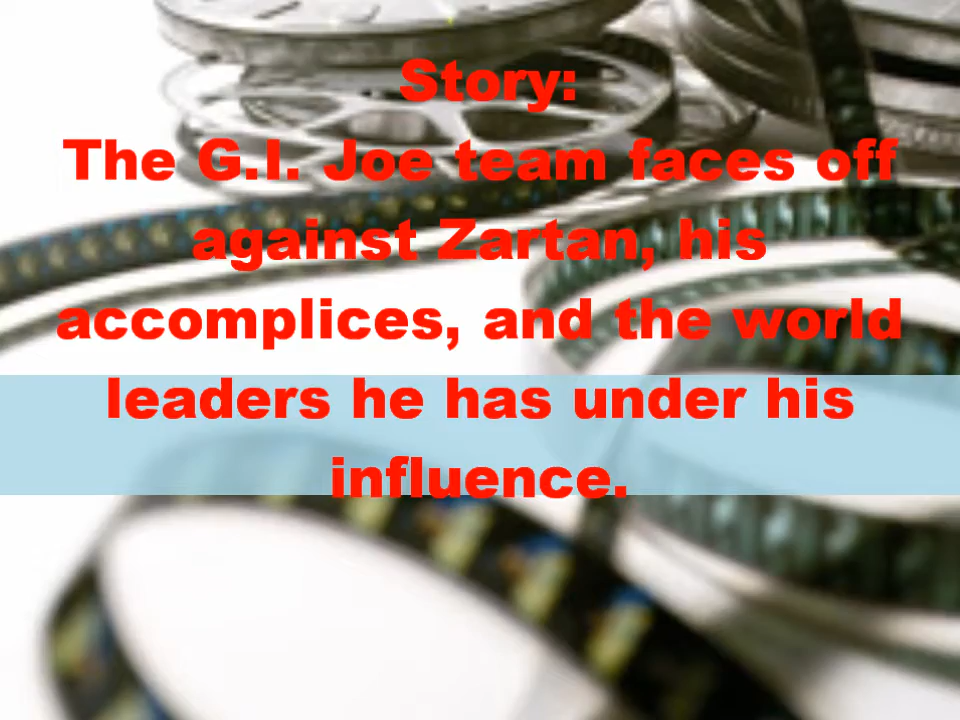 Story:
The G.I. Joe team faces off
against Zartan, his
accomplices, and the world
leaders he has under his
influence.